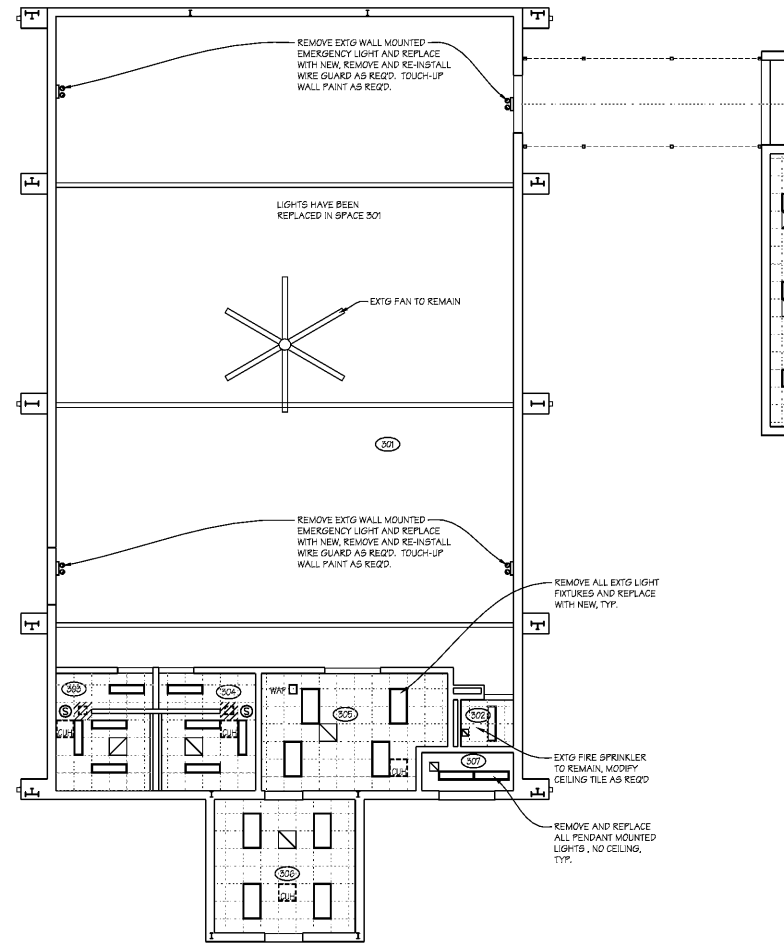 REMOVE EXTG WALL MOUNTED
EMERGENCY LIGHT AND REPLACE
WITH NEW, REMOVE AND RE-INSTALL
WIRE GUARD AS REQ'D. TOUCH-UP
WALL PAINT AS REQ'D.
LIGHTS HAVE BEEN
REPLACED IN SPACE 301
EXTG FAN TO REMAIN
301
REMOVE EXTG WALL MOUNTED
EMERGENCY LIGHT AND REPLACE
WITH NEW, REMOVE AND RE-INSTALL
WIRE GUARD AS REQ'D. TOUCH-UP
WALL PAINT AS REQ'D.
REMOVE ALL EXTG LIGHT
FIXTURES AND REPLACE
WITH NEW, TYP.
303
304
WAP
305
302
S
S
CUH
CUH
CUH
307
EXTG FIRE SPRINKLER
TO REMAIN, MODIFY
CEILING TILE AS REQ'D
REMOVE AND REPLACE
ALL PENDANT MOUNTED
LIGHTS, NO CEILING,
TYP.
306
CUH